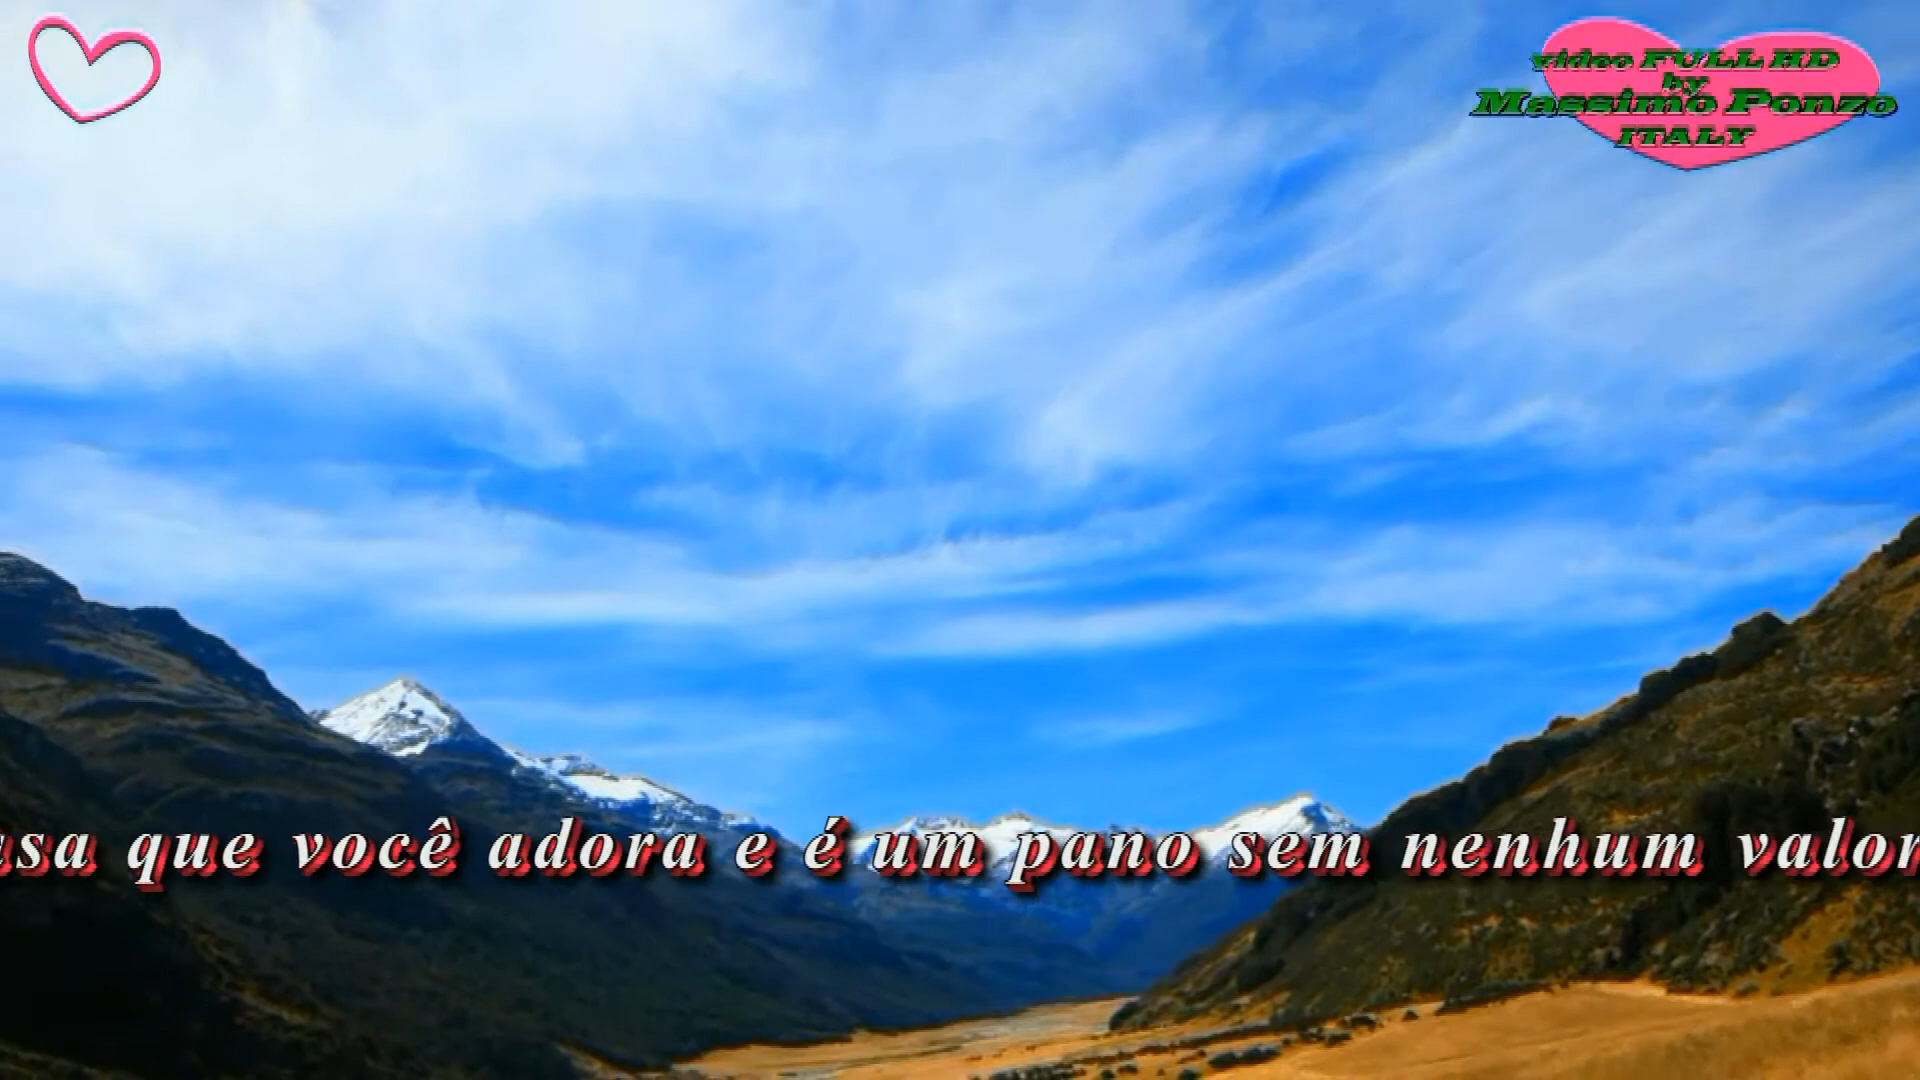 video FULL HD
by
Massimo Ponzo
ITALY
que você adora e é um pano sem nenhum valor